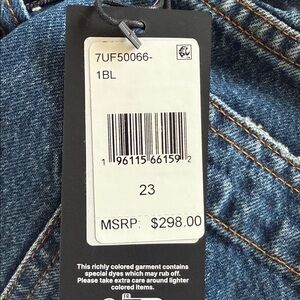 7UF50066-
1BL
1 96115 66159 2
23
MSRP: $298.00
This richly colored garment contains
special dyes which may rub off.
Please take extra care around lighter
colored items.